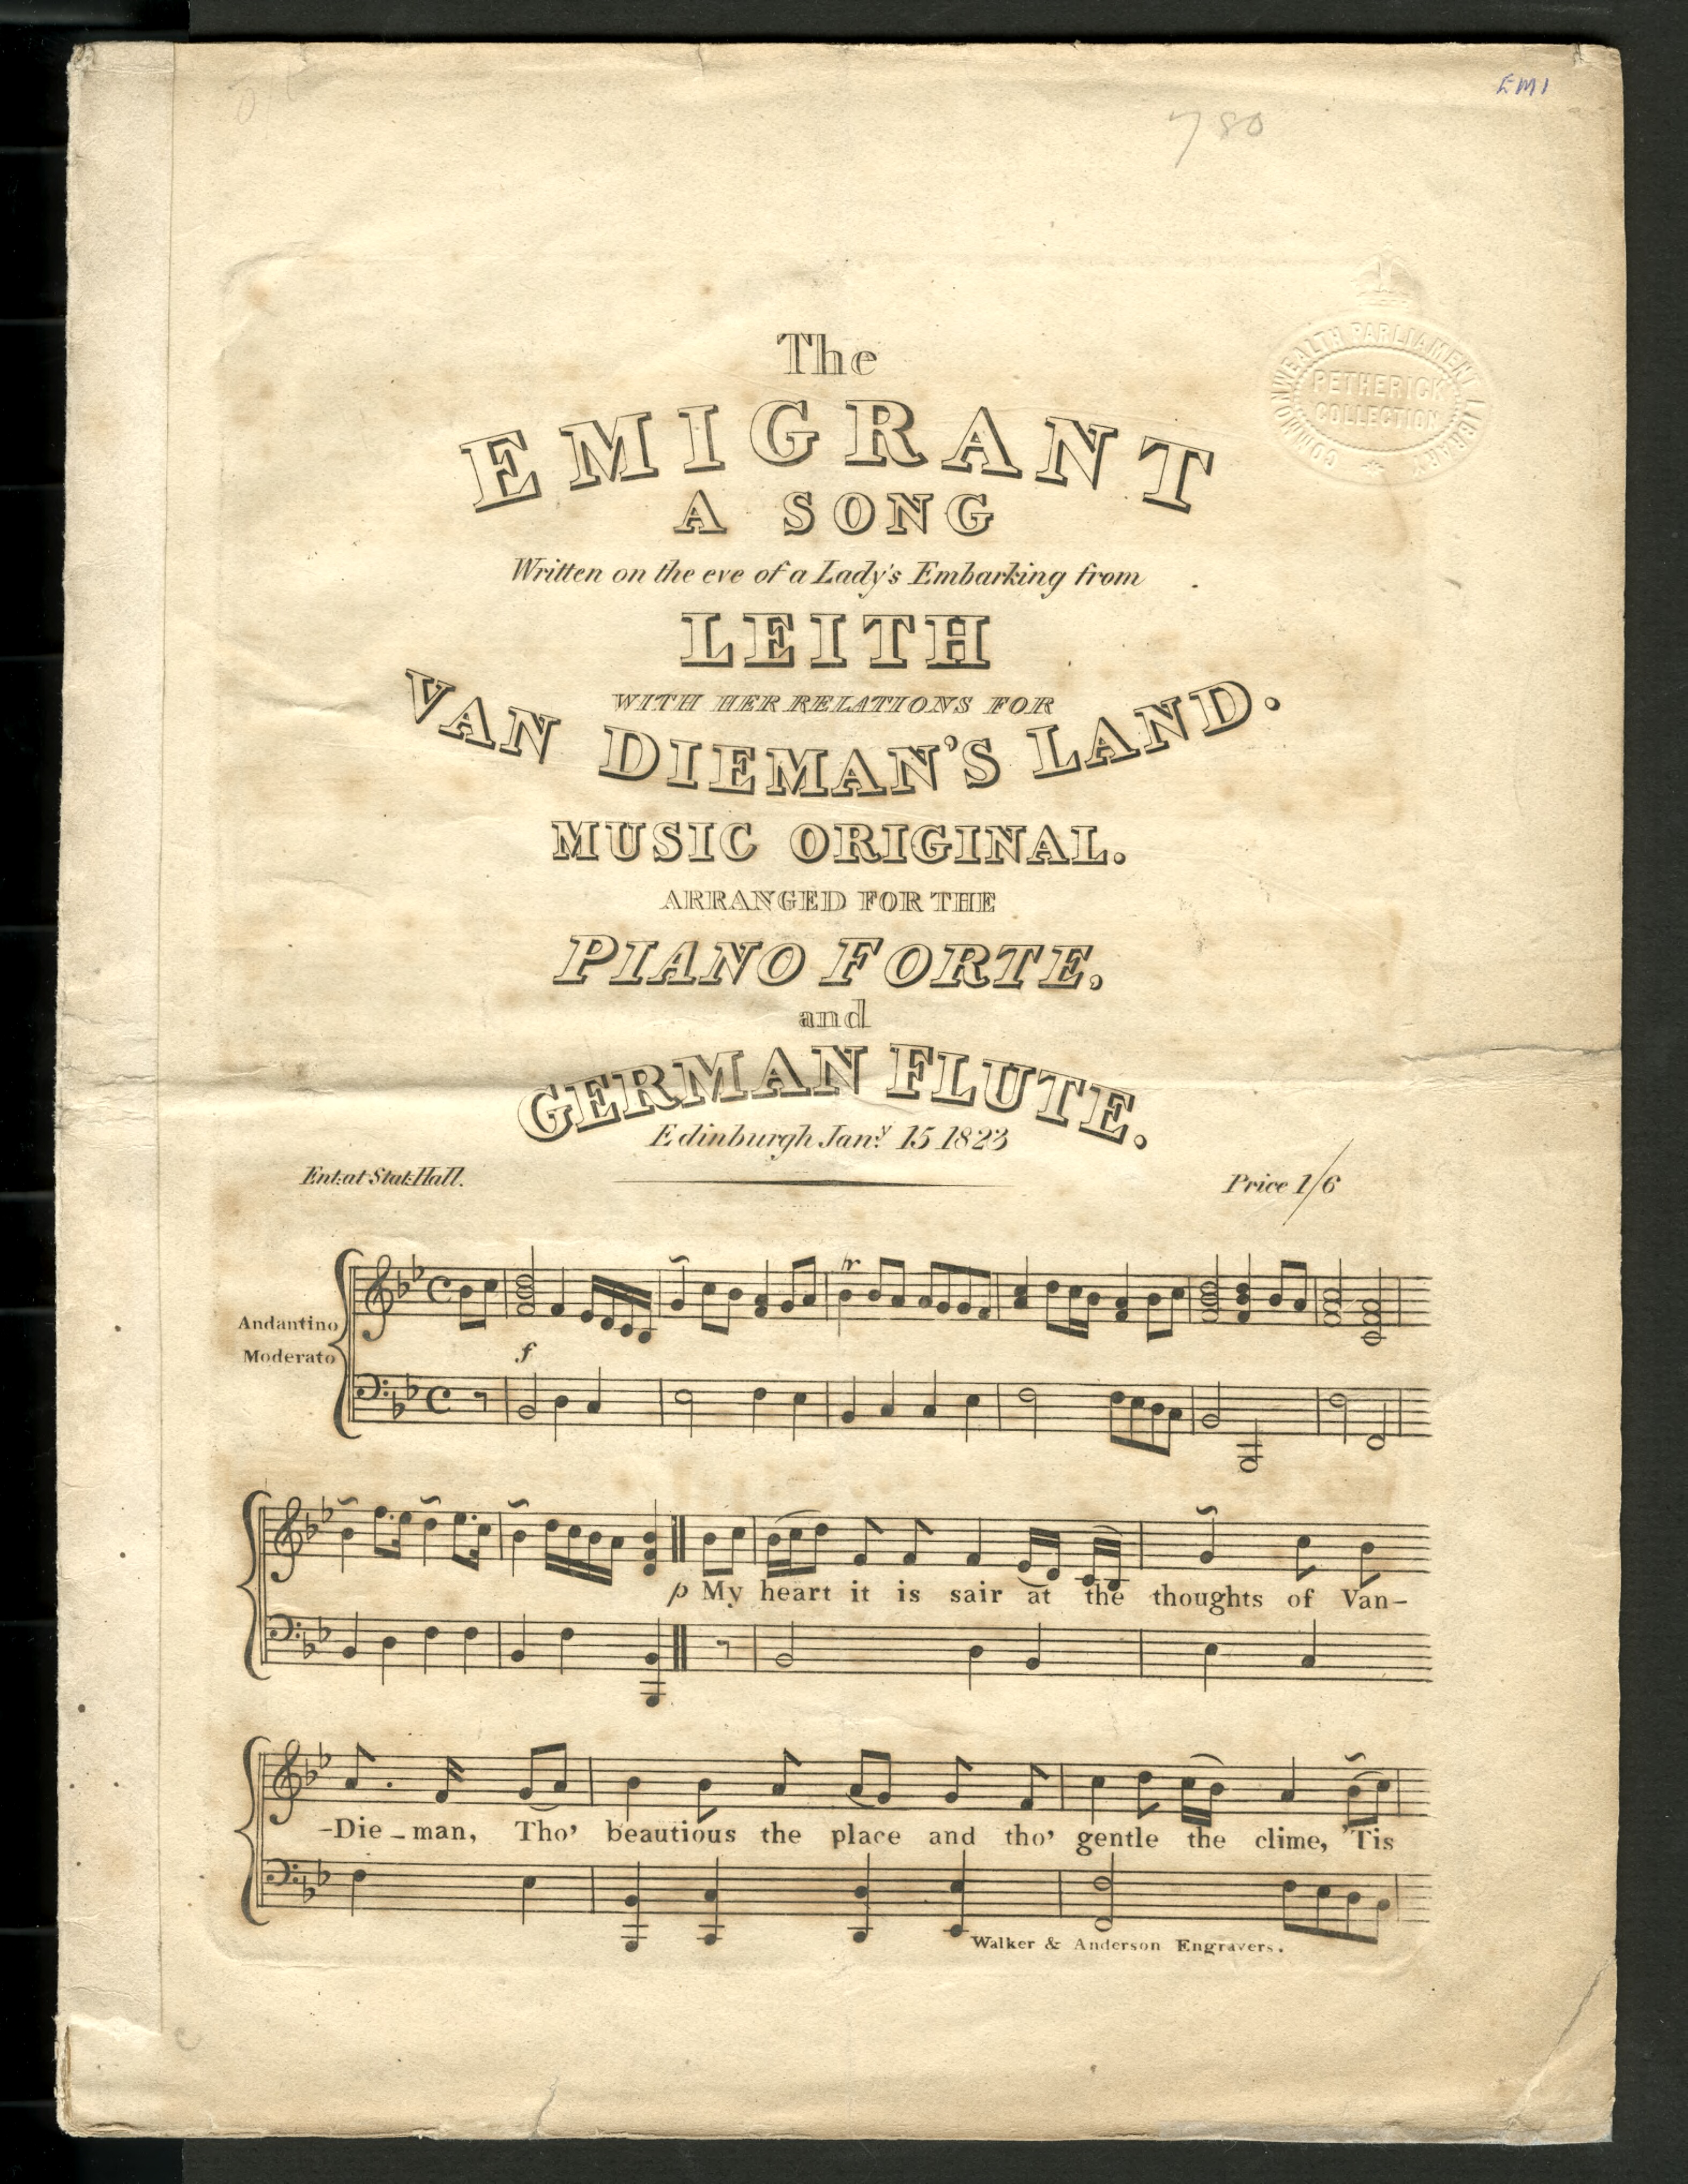 EMI
780
COMMONWEALTH PARLIAMENT LIBRARY
PETHERICK
COLLECTION
The
EMIGRANT
A SONG
Written on the eve of a Lady's Embarking from
LEITH
WITH HER RELATIONS FOR
VAN DIEMAN'S LAND.
MUSIC ORIGINAL.
ARRANGED FOR THE
PIANO FORTE,
and
GERMAN FLUTE.
Edinburgh Jany. 15 1823
Ent: at Stat: Hall.
Price 1/6
tr
Andantino
Moderato
f
p My heart it is sair at the thoughts of Van-
-Die-man, Tho' beautious the place and tho' gentle the clime, 'Tis
Walker & Anderson Engravers.